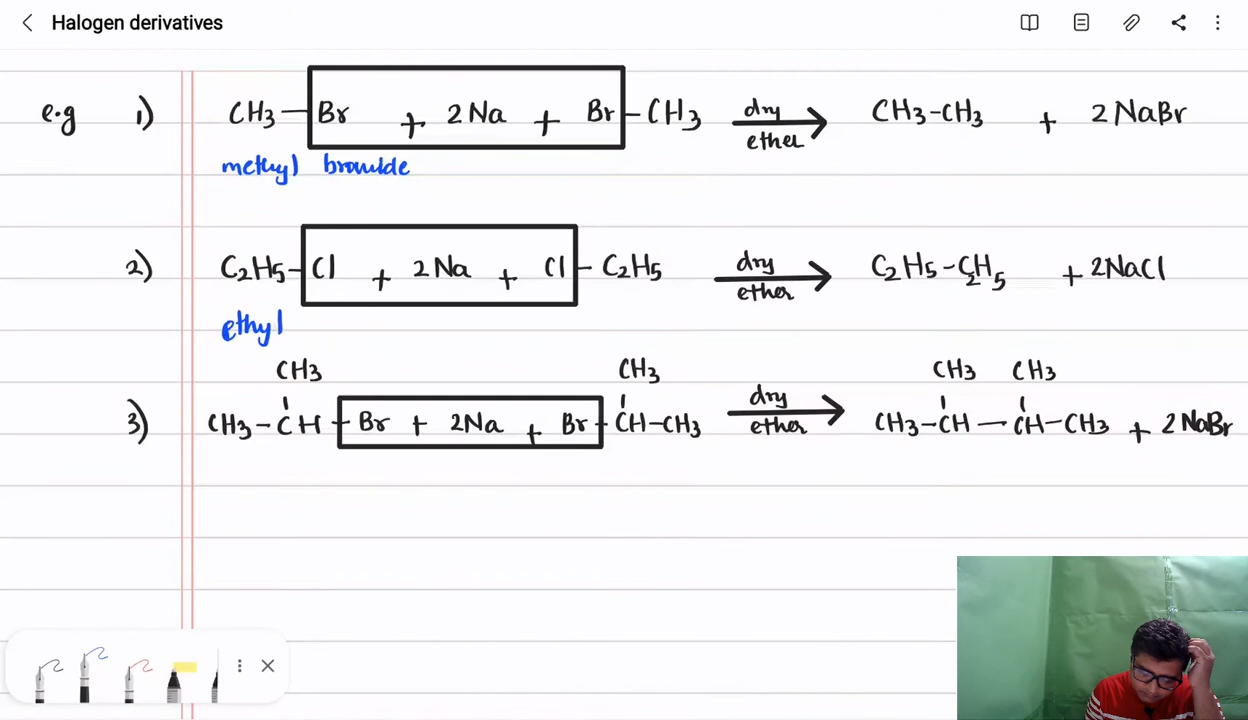 Halogen derivatives
e.g 1) CH3-Br + 2Na + Br-CH3 dry ether → CH3-CH3 + 2NaBr
methyl bromide
2) C2H5-Cl + 2Na + Cl-C2H5 dry ether → C2H5-C2H5 + 2NaCl
ethyl
CH3 CH3 CH3 CH3
3) CH3-CH-Br + 2Na + Br-CH-CH3 dry ether → CH3-CH-CH-CH3 + 2NaBr